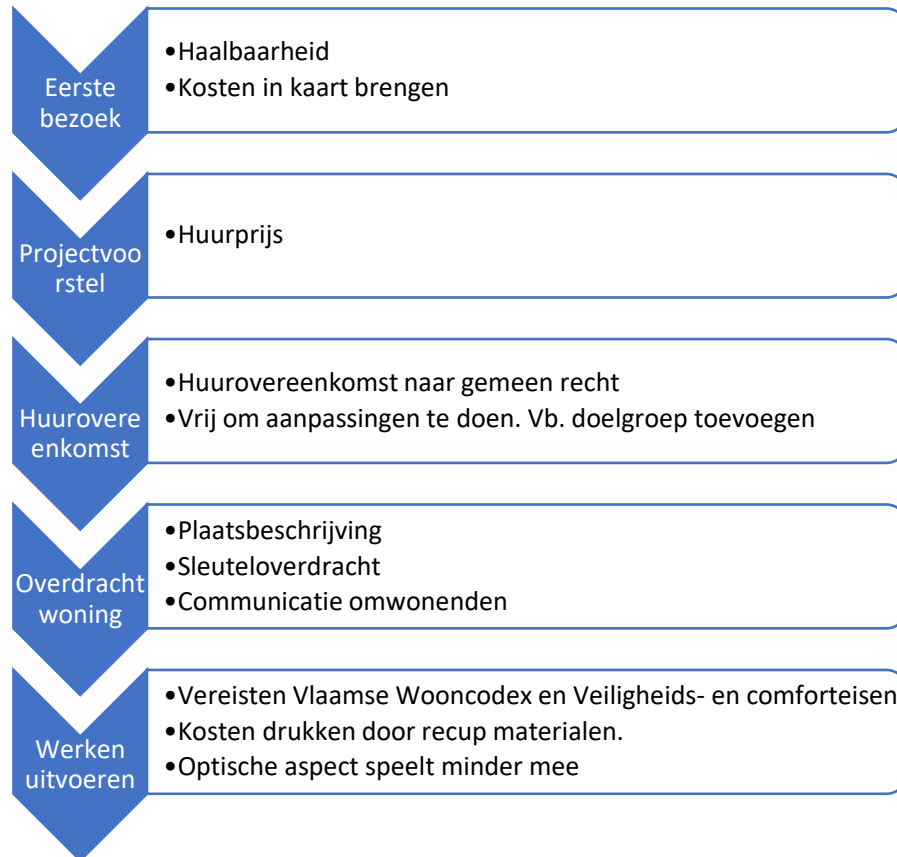 Eerste
bezoek
•Haalbaarheid
•Kosten in kaart brengen
Projectvoo
rstel
•Huurprijs
Huurovere
enkomst
•Huurovereenkomst naar gemeen recht
•Vrij om aanpassingen te doen. Vb. doelgroep toevoegen
Overdracht
woning
•Plaatsbeschrijving
•Sleuteloverdracht
•Communicatie omwonenden
Werken
uitvoeren
•Vereisten Vlaamse Wooncodex en Veiligheids- en comforteisen
•Kosten drukken door recup materialen.
•Optische aspect speelt minder mee